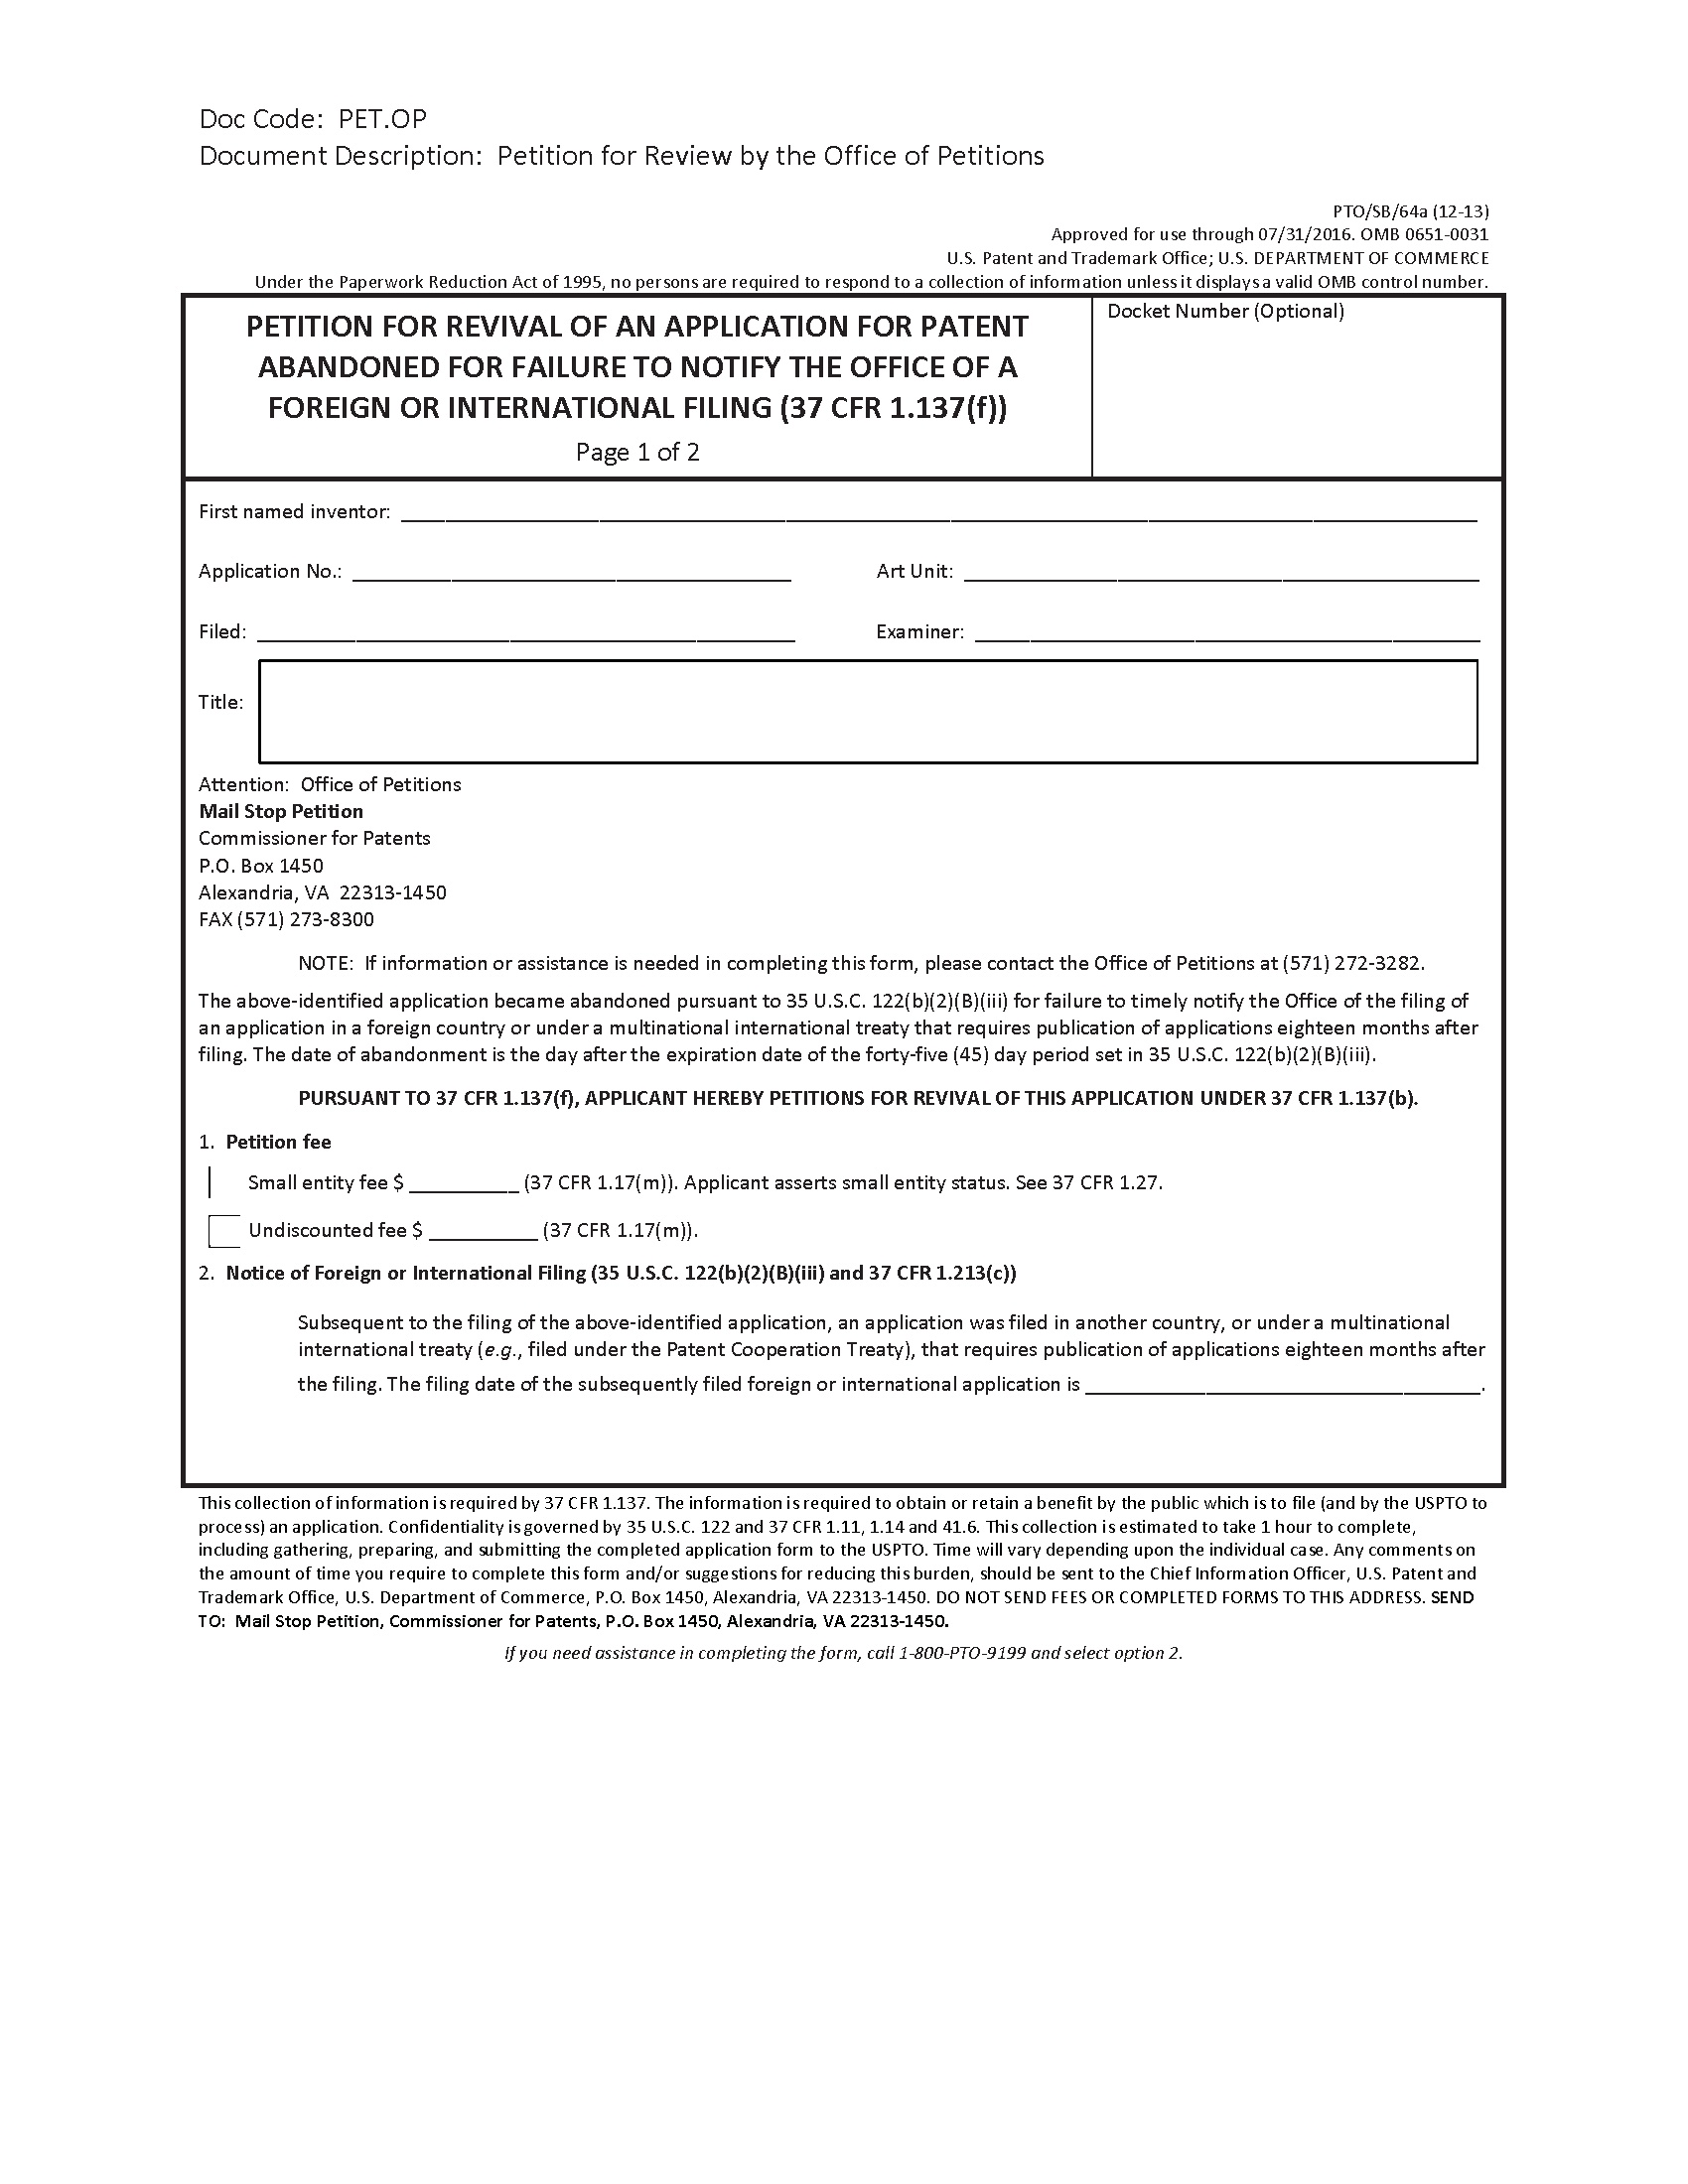 Doc Code: PET.OP
Document Description: Petition for Review by the Office of Petitions
PTO/SB/64a (12-13)
Approved for use through 07/31/2016. OMB 0651-0031
U.S. Patent and Trademark Office; U.S. DEPARTMENT OF COMMERCE
Under the Paperwork Reduction Act of 1995, no persons are required to respond to a collection of information unless it displays a valid OMB control number.
PETITION FOR REVIVAL OF AN APPLICATION FOR PATENT
ABANDONED FOR FAILURE TO NOTIFY THE OFFICE OF A
FOREIGN OR INTERNATIONAL FILING (37 CFR 1.137(f))
Page 1 of 2
Docket Number (Optional)
First named inventor:
Application No.: Art Unit:
Filed: Examiner:
Title:
Attention: Office of Petitions
Mail Stop Petition
Commissioner for Patents
P.O. Box 1450
Alexandria, VA 22313-1450
FAX (571) 273-8300
NOTE: If information or assistance is needed in completing this form, please contact the Office of Petitions at (571) 272-3282.
The above-identified application became abandoned pursuant to 35 U.S.C. 122(b)(2)(B)(iii) for failure to timely notify the Office of the filing of
an application in a foreign country or under a multinational international treaty that requires publication of applications eighteen months after
filing. The date of abandonment is the day after the expiration date of the forty-five (45) day period set in 35 U.S.C. 122(b)(2)(B)(iii).
PURSUANT TO 37 CFR 1.137(f), APPLICANT HEREBY PETITIONS FOR REVIVAL OF THIS APPLICATION UNDER 37 CFR 1.137(b).
1. Petition fee
Small entity fee $ __________ (37 CFR 1.17(m)). Applicant asserts small entity status. See 37 CFR 1.27.
Undiscounted fee $ __________ (37 CFR 1.17(m)).
2. Notice of Foreign or International Filing (35 U.S.C. 122(b)(2)(B)(iii) and 37 CFR 1.213(c))
Subsequent to the filing of the above-identified application, an application was filed in another country, or under a multinational
international treaty (e.g., filed under the Patent Cooperation Treaty), that requires publication of applications eighteen months after
the filing. The filing date of the subsequently filed foreign or international application is ____________________________________.
This collection of information is required by 37 CFR 1.137. The information is required to obtain or retain a benefit by the public which is to file (and by the USPTO to
process) an application. Confidentiality is governed by 35 U.S.C. 122 and 37 CFR 1.11, 1.14 and 41.6. This collection is estimated to take 1 hour to complete,
including gathering, preparing, and submitting the completed application form to the USPTO. Time will vary depending upon the individual case. Any comments on
the amount of time you require to complete this form and/or suggestions for reducing this burden, should be sent to the Chief Information Officer, U.S. Patent and
Trademark Office, U.S. Department of Commerce, P.O. Box 1450, Alexandria, VA 22313-1450. DO NOT SEND FEES OR COMPLETED FORMS TO THIS ADDRESS. SEND
TO: Mail Stop Petition, Commissioner for Patents, P.O. Box 1450, Alexandria, VA 22313-1450.
If you need assistance in completing the form, call 1-800-PTO-9199 and select option 2.